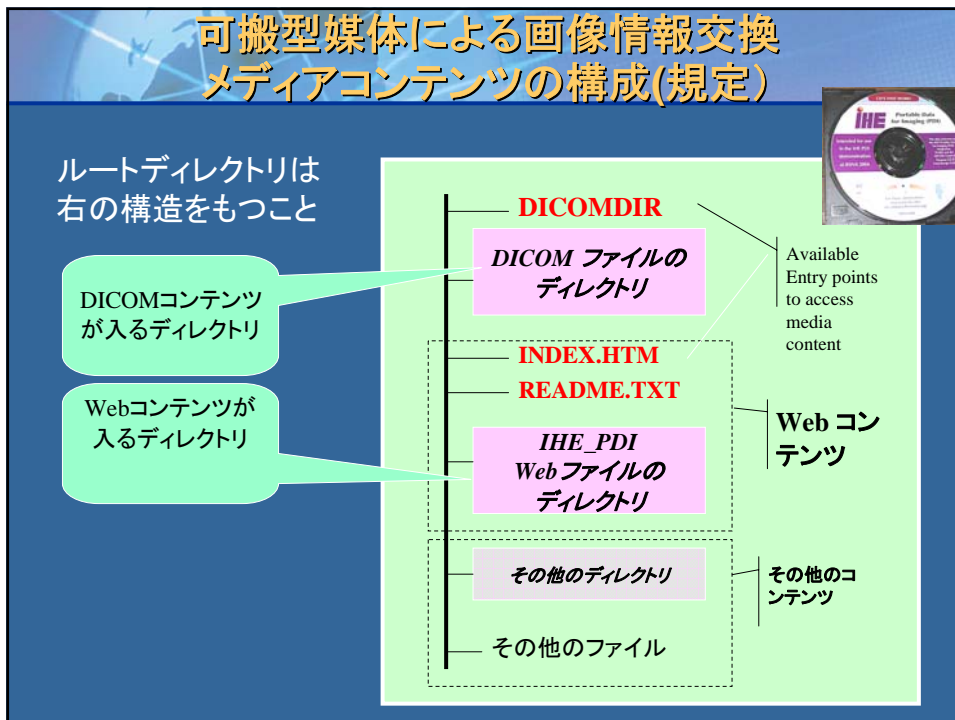 可搬型媒体による画像情報交換
メディアコンテンツの構成(規定）
IHE
Portable Data
for Imaging (PDI)
ルートディレクトリは
右の構造をもつこと
DICOMコンテンツ
が入るディレクトリ
Webコンテンツが
入るディレクトリ
DICOMDIR
DICOM ファイルの
ディレクトリ
INDEX.HTM
README.TXT
IHE_PDI
Webファイルの
ディレクトリ
その他のディレクトリ
その他のファイル
Available
Entry points
to access
media
content
Web コン
テンツ
その他のコ
ンテンツ